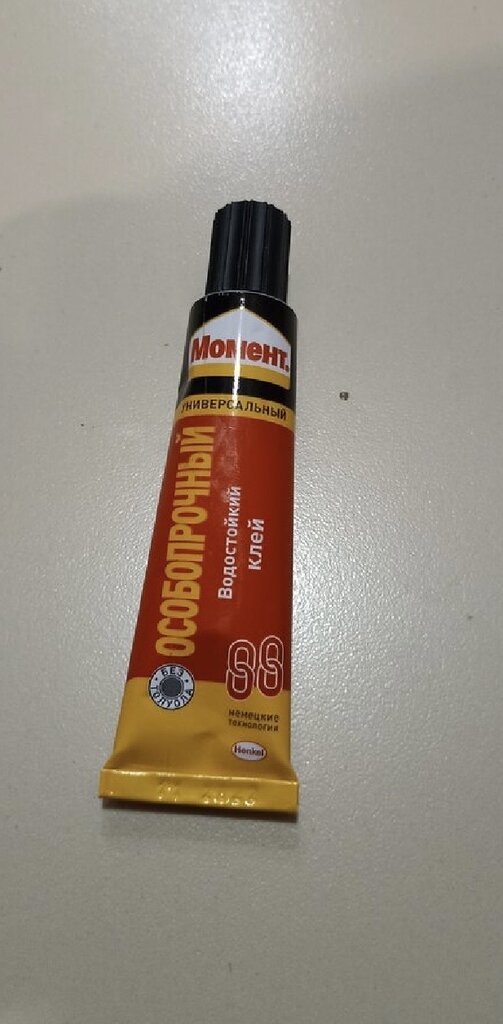 Момент.
УНИВЕРСАЛЬНЫЙ
ОСОБОПРОЧНЫЙ
Водостойкий
клей
БЕЗ
ТОЛУОЛА
88
немецкие
технологии
Henkel